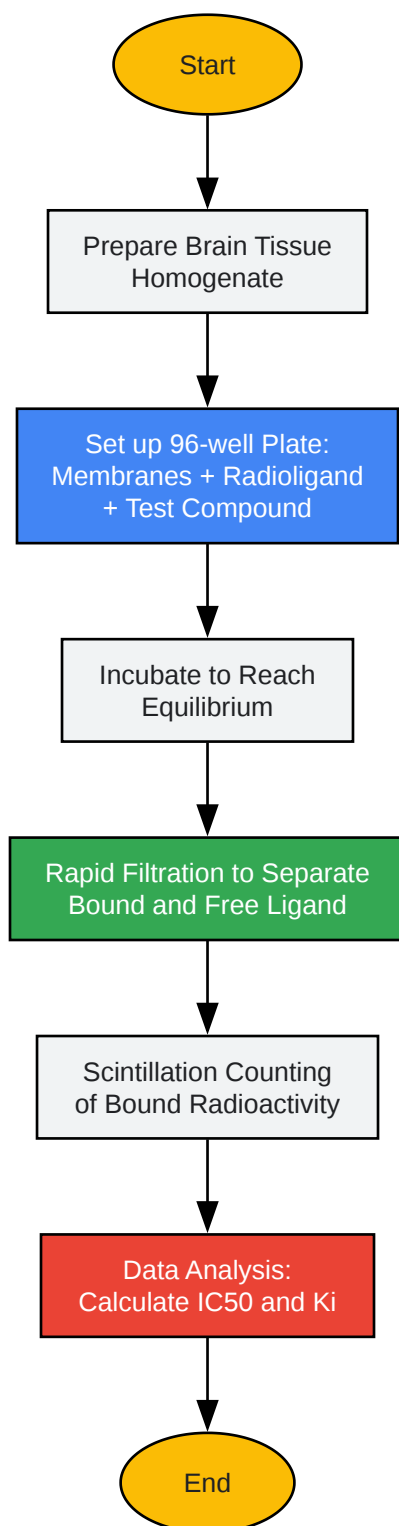 Start
Prepare Brain Tissue
Homogenate
Set up 96-well Plate:
Membranes + Radioligand
+ Test Compound
Incubate to Reach
Equilibrium
Rapid Filtration to Separate
Bound and Free Ligand
Scintillation Counting
of Bound Radioactivity
Data Analysis:
Calculate IC50 and Ki
End